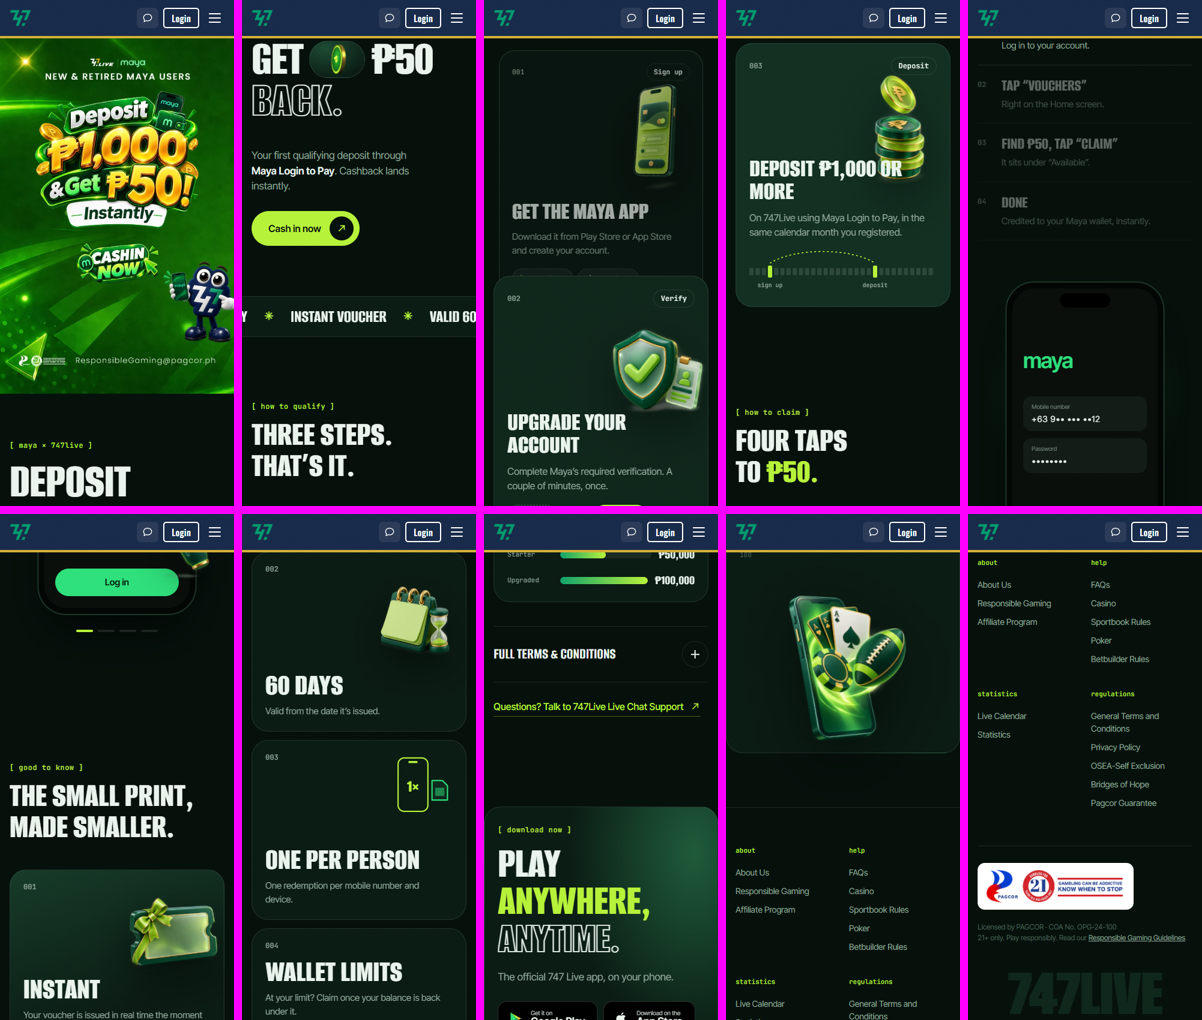 Login
747LIVE | maya
NEW & RETIRED MAYA USERS
maya
Deposit
₱1,000
& Get ₱50!
Instantly
CASHIN
NOW
ResponsibleGaming@pagcor.ph
[ maya × 747live ]
DEPOSIT
Login
GET ₱50
BACK.
Your first qualifying deposit through
Maya Login to Pay. Cashback lands
instantly.
Cash in now
Y ✳ INSTANT VOUCHER ✳ VALID 60
[ how to qualify ]
THREE STEPS.
THAT'S IT.
Login
001
Sign up
GET THE MAYA APP
Download it from Play Store or App Store
and create your account.
002
Verify
UPGRADE YOUR
ACCOUNT
Complete Maya's required verification. A
couple of minutes, once.
Login
003
Deposit
DEPOSIT ₱1,000 OR
MORE
On 747Live using Maya Login to Pay, in the
same calendar month you registered.
sign up
deposit
[ how to claim ]
FOUR TAPS
TO ₱50.
Login
Log in to your account.
02
TAP “VOUCHERS”
Right on the Home screen.
03
FIND ₱50, TAP “CLAIM”
It sits under “Available”.
04
DONE
Credited to your Maya wallet, instantly.
maya
Mobile number
+63 9•• ••• ••12
Password
••••••••
Login
Log in
[ good to know ]
THE SMALL PRINT,
MADE SMALLER.
001
INSTANT
Your voucher is issued in real time the moment
Login
002
60 DAYS
Valid from the date it's issued.
003
1×
ONE PER PERSON
One redemption per mobile number and
device.
004
WALLET LIMITS
At your limit? Claim once your balance is back
under it.
Login
Starter ₱50,000
Upgraded ₱100,000
FULL TERMS & CONDITIONS
Questions? Talk to 747Live Live Chat Support
[ download now ]
PLAY
ANYWHERE,
ANYTIME.
The official 747 Live app, on your phone.
Get it on
Google Play
Download on the
App Store
Login
about
About Us
Responsible Gaming
Affiliate Program
help
FAQs
Casino
Sportbook Rules
Poker
Betbuilder Rules
statistics
Live Calendar
Statistics
regulations
General Terms and
Conditions
Login
about
About Us
Responsible Gaming
Affiliate Program
help
FAQs
Casino
Sportbook Rules
Poker
Betbuilder Rules
statistics
Live Calendar
Statistics
regulations
General Terms and
Conditions
Privacy Policy
OSEA-Self Exclusion
Bridges of Hope
Pagcor Guarantee
PAGCOR
21
GAMBLING CAN BE ADDICTIVE
KNOW WHEN TO STOP
Licensed by PAGCOR · COA No. OPG-24-100
21+ only. Play responsibly. Read our Responsible Gaming Guidelines.
747LIVE